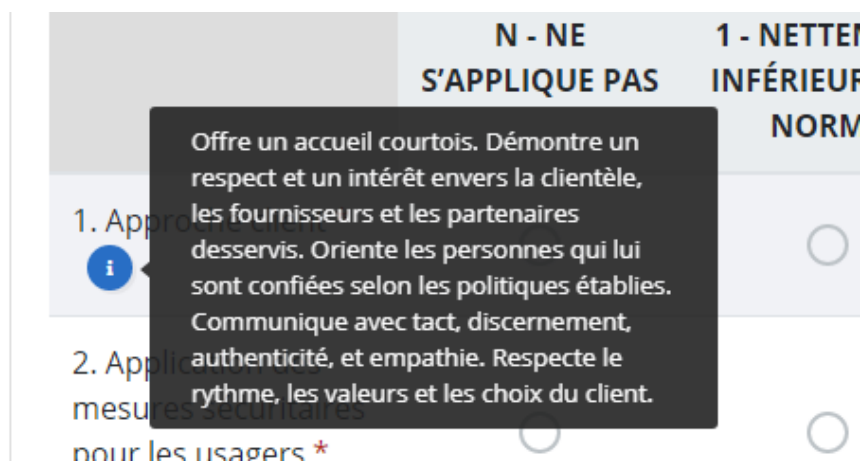 N - NE
S'APPLIQUE PAS
INFÉRIEUR
NORM
Offre un accueil courtois. Démontre un
respect et un intérêt envers la clientèle,
les fournisseurs et les partenaires
desservis. Oriente les personnes qui lui
sont confiées selon les politiques établies.
Communique avec tact, discernement,
authenticité, et empathie. Respecte le
rythme, les valeurs et les choix du client.
1. Approche client
2. Application des
mesures sécuritaires
pour les usagers *